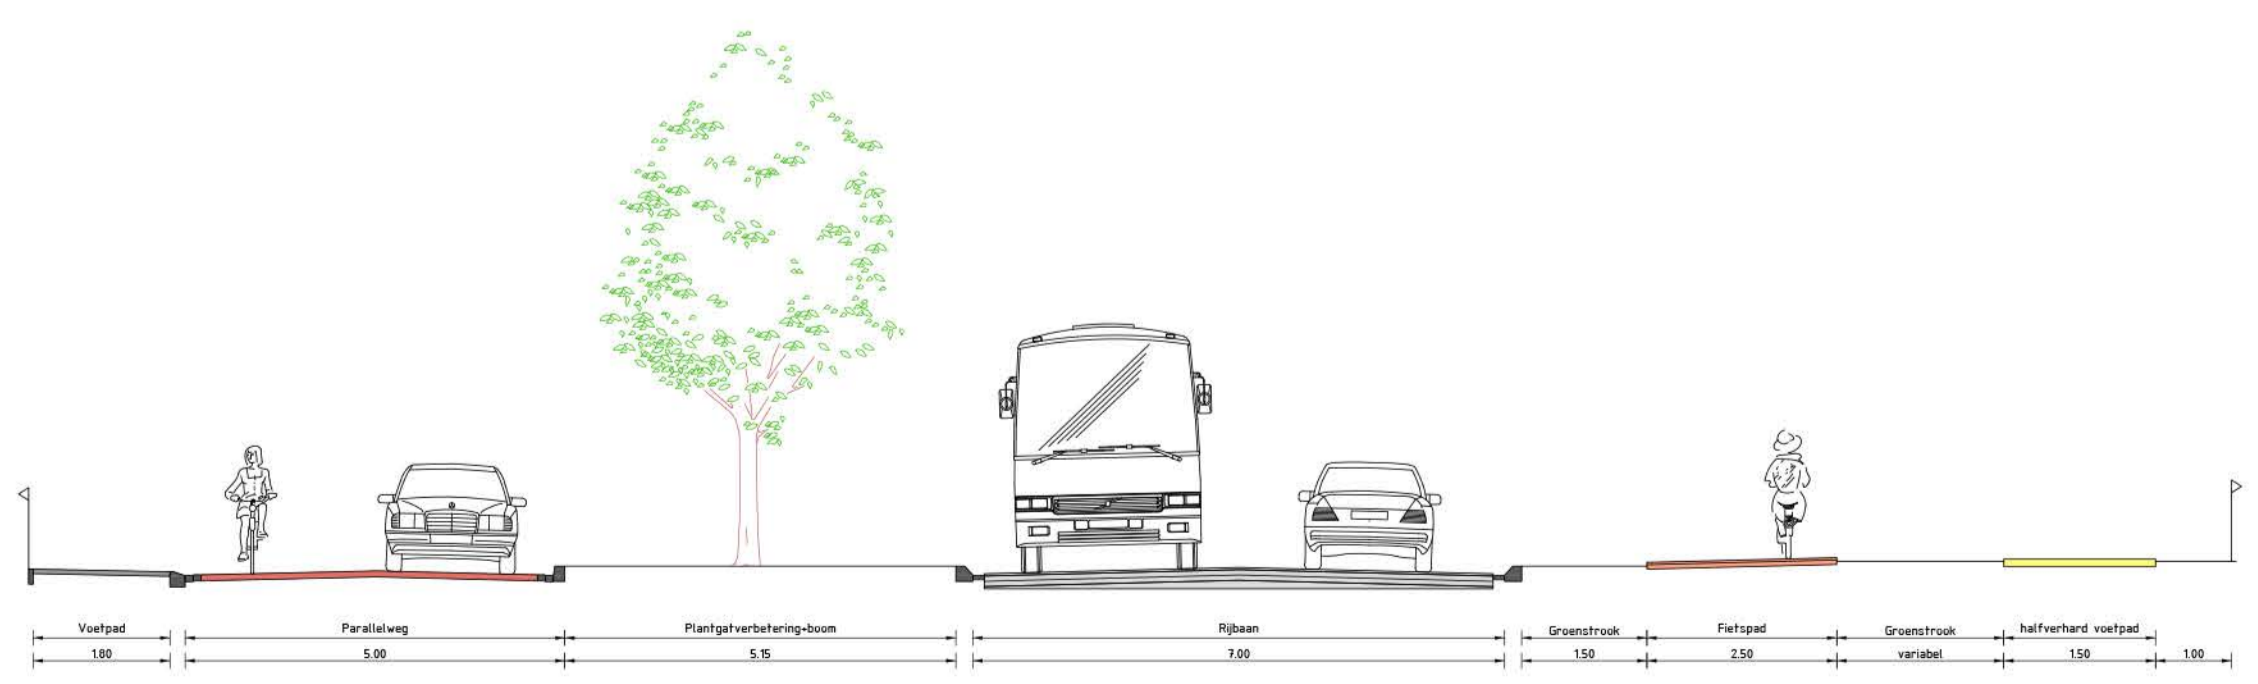 Voetpad
Parallelweg
Plantgatverbetering+boom
Rijbaan
Groenstrook
Fietspad
Groenstrook
halfverhard voetpad
1.80
5.00
5.15
7.00
1.50
2.50
variabel
1.50
1.00